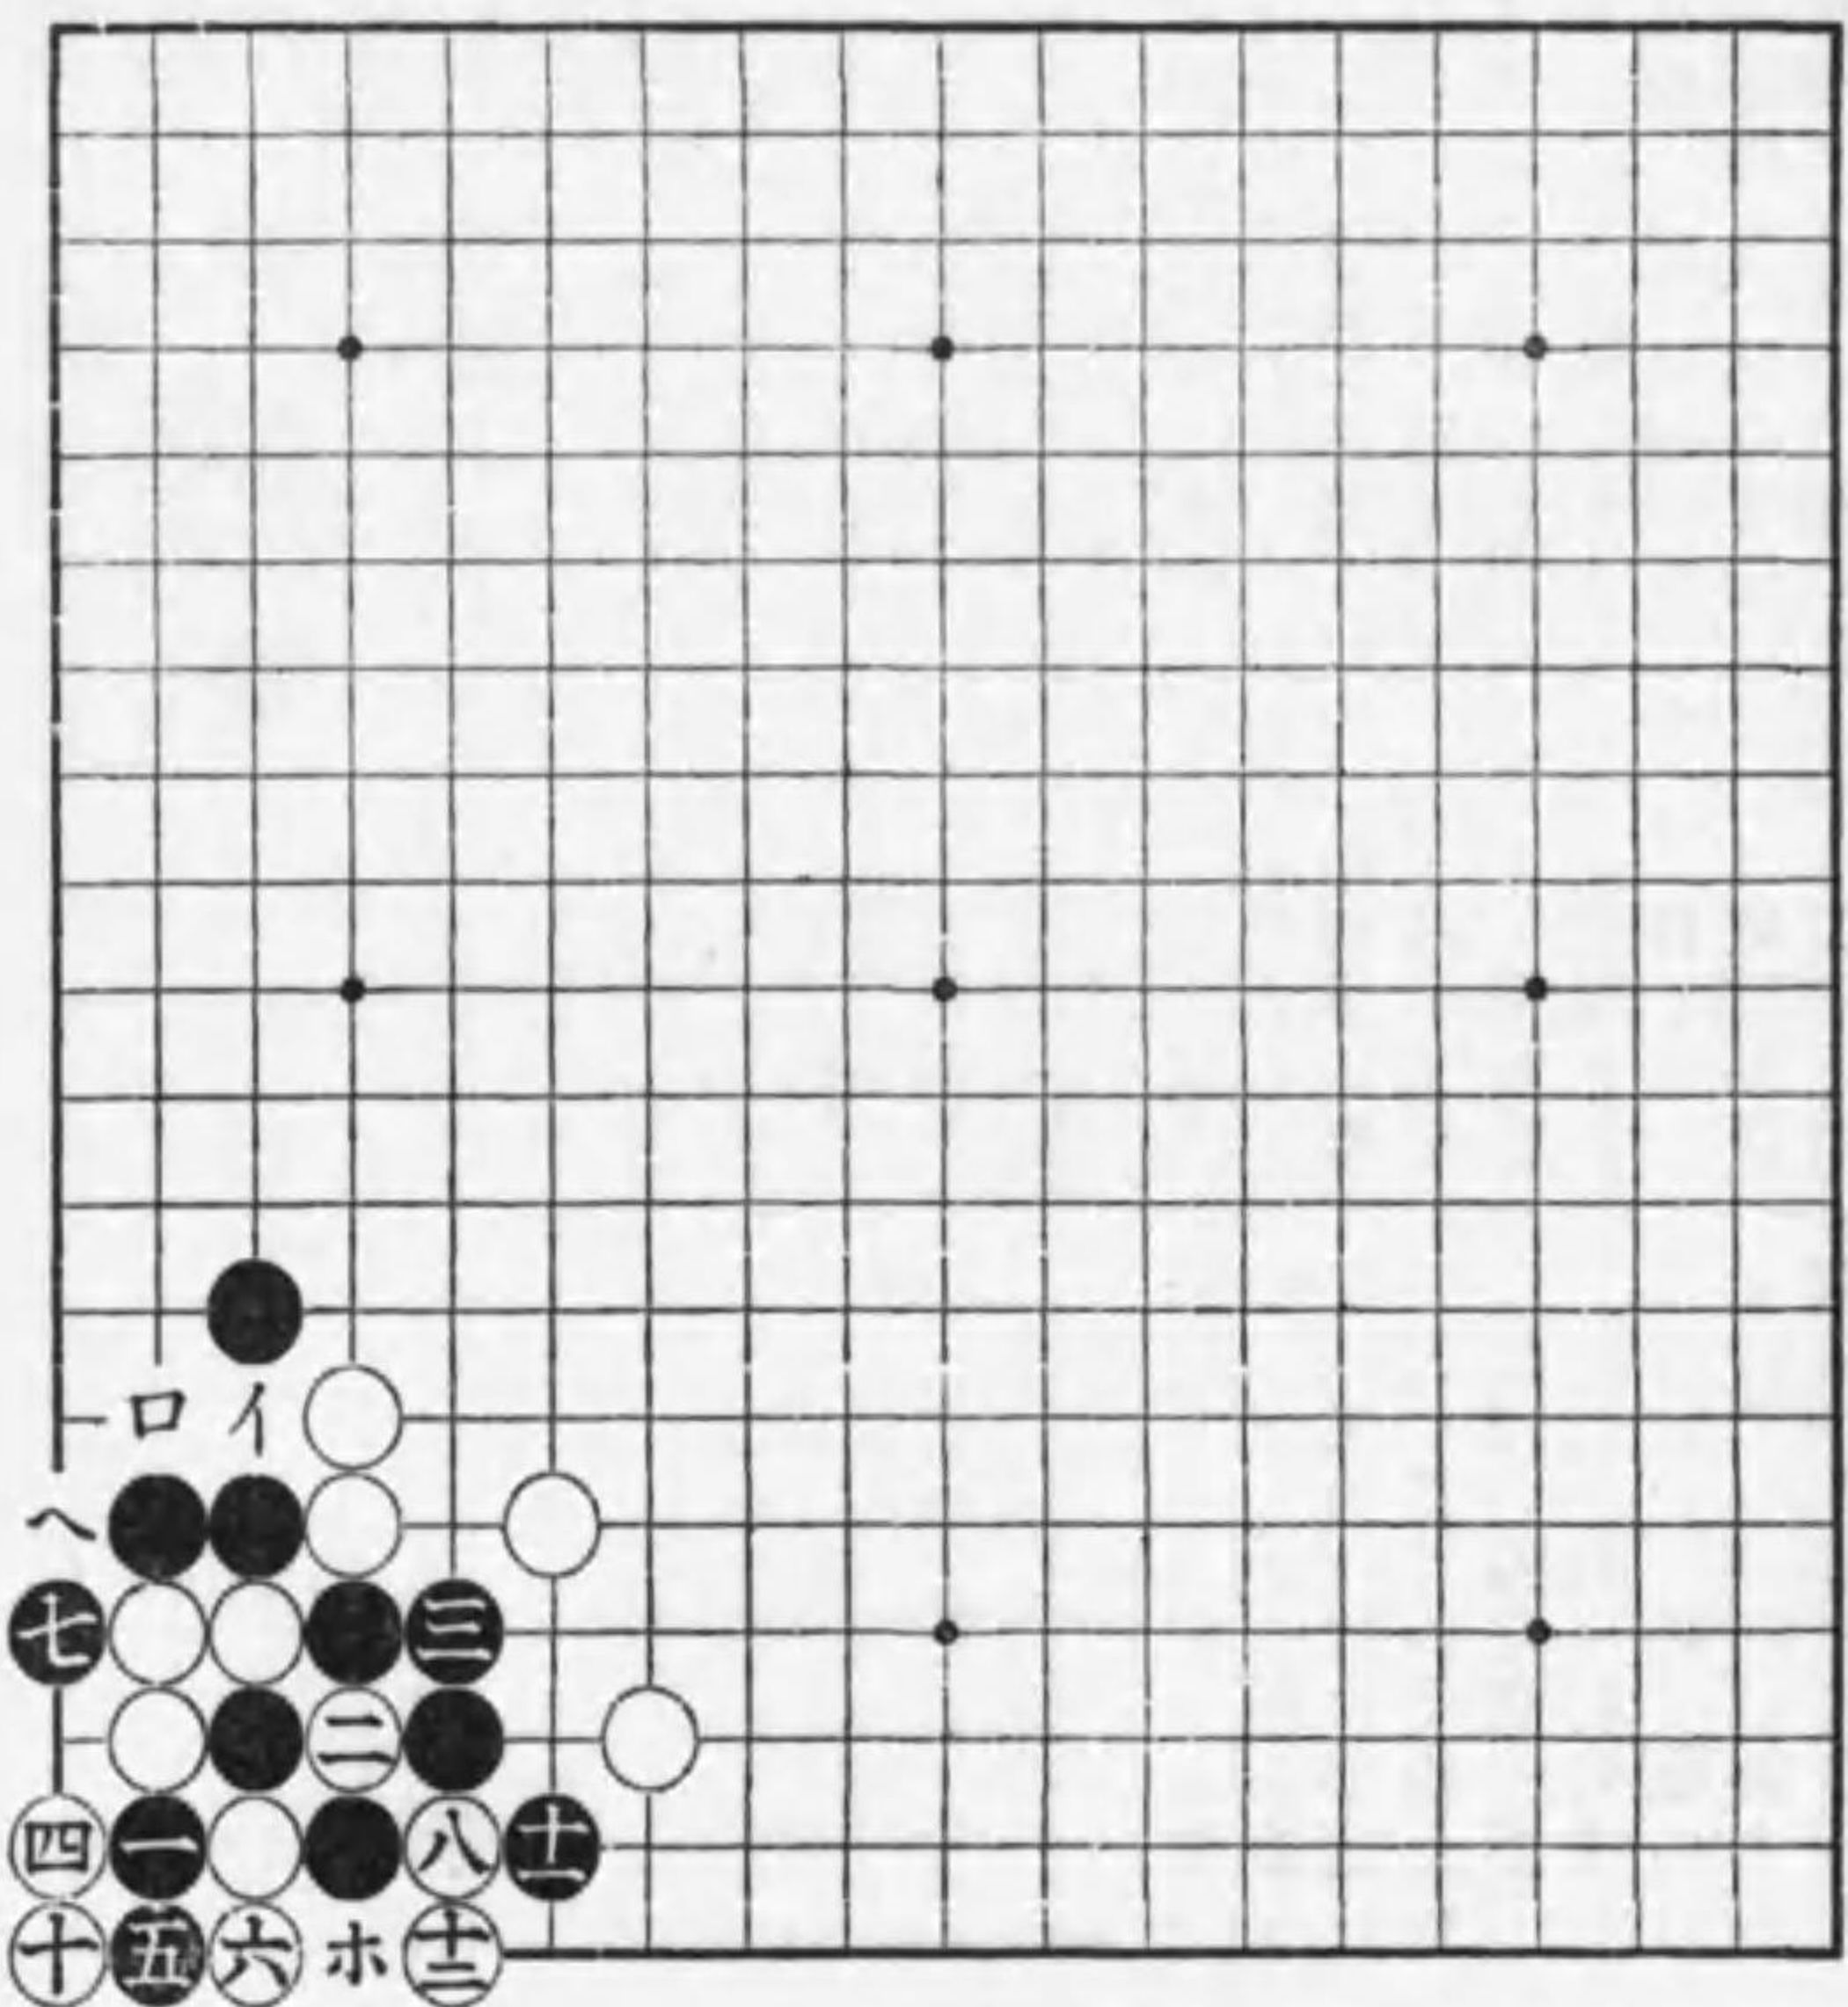 ロイ
ヘ
七三
二
四一八十一
十五六ホ十二